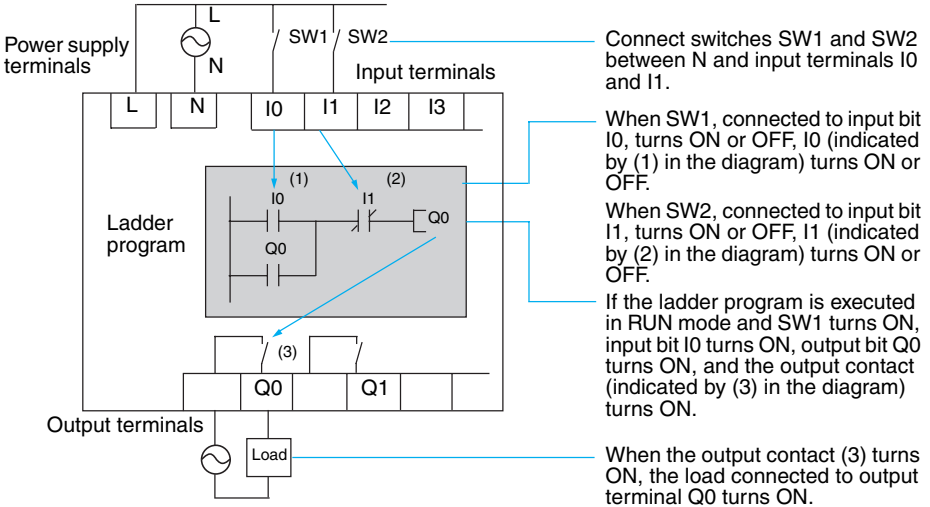 L
Power supply
terminals
N
SW1
SW2
Input terminals
L
N
I0
I1
I2
I3
(1)
(2)
I0
I1
Q0
Q0
Ladder
program
(3)
Q0
Q1
Output terminals
Load
Connect switches SW1 and SW2
between N and input terminals I0
and I1.
When SW1, connected to input bit
I0, turns ON or OFF, I0 (indicated
by (1) in the diagram) turns ON or
OFF.
When SW2, connected to input bit
I1, turns ON or OFF, I1 (indicated
by (2) in the diagram) turns ON or
OFF.
If the ladder program is executed
in RUN mode and SW1 turns ON,
input bit I0 turns ON, output bit Q0
turns ON, and the output contact
(indicated by (3) in the diagram)
turns ON.
When the output contact (3) turns
ON, the load connected to output
terminal Q0 turns ON.